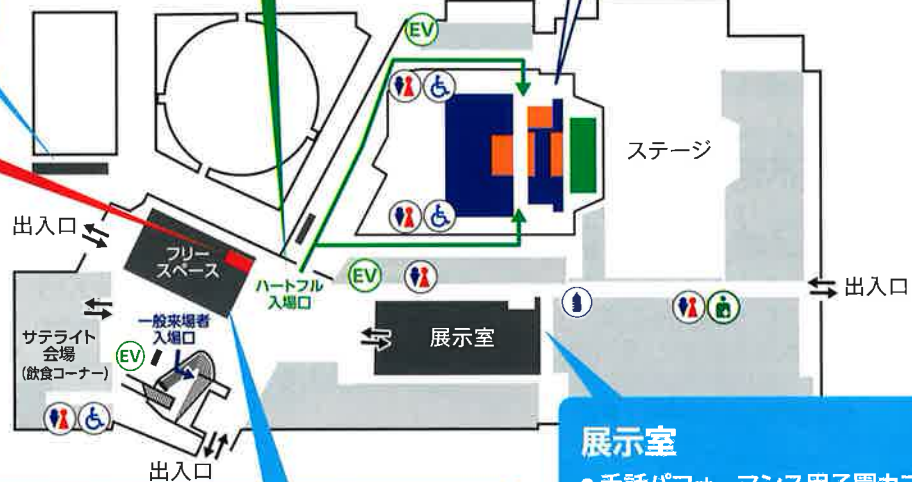 EV
ステージ
出入口
フリー
スペース
ハートフル
入場口
EV
出入口
サテライト
会場
(飲食コーナー)
一般来場者
入場口
EV
展示室
出入口
展示室